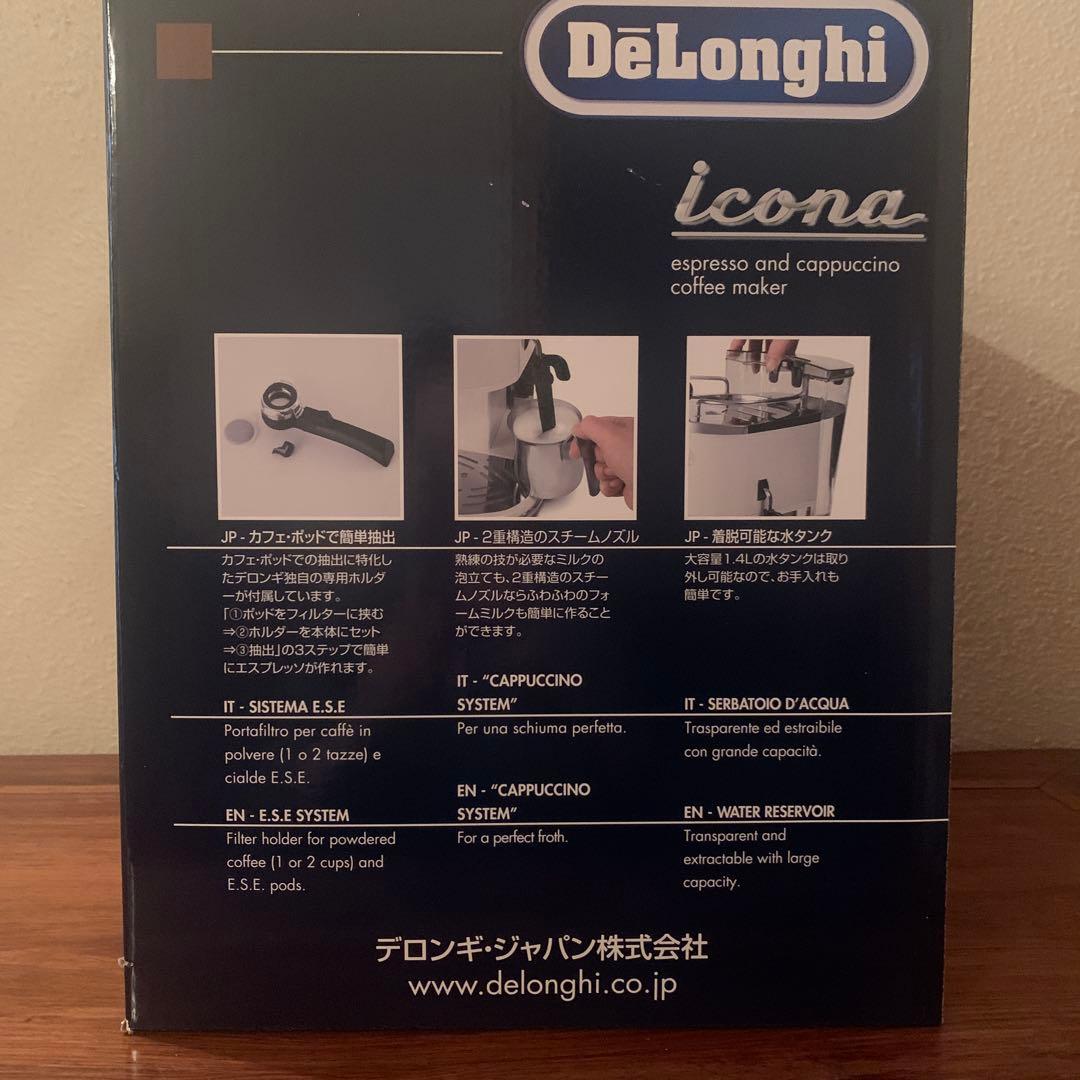 DēLonghi
icona
espresso and cappuccino
coffee maker
JP - カフェ・ポッドで簡単抽出
カフェ・ポッドでの抽出に特化し
たデロンギ独自の専用ホルダ
ーが付属しています。
「①ポッドをフィルターに挟む
⇒②ホルダーを本体にセット
⇒③抽出」の3ステップで簡単
にエスプレッソが作れます。
IT - SISTEMA E.S.E
Portafiltro per caffè in
polvere (1 o 2 tazze) e
cialde E.S.E.
EN - E.S.E SYSTEM
Filter holder for powdered
coffee (1 or 2 cups) and
E.S.E. pods.
JP - 2重構造のスチームノズル
熟練の技が必要なミルクの
泡立ても、2重構造のスチー
ムノズルならふわふわのフォ
ームミルクも簡単に作ること
ができます。
IT - “CAPPUCCINO
SYSTEM”
Per una schiuma perfetta.
EN - “CAPPUCCINO
SYSTEM”
For a perfect froth.
JP - 着脱可能な水タンク
大容量1.4Lの水タンクは取り
外し可能なので、お手入れも
簡単です。
IT - SERBATOIO D’ACQUA
Trasparente ed estraibile
con grande capacità.
EN - WATER RESERVOIR
Transparent and
extractable with large
capacity.
デロンギ・ジャパン株式会社
www.delonghi.co.jp